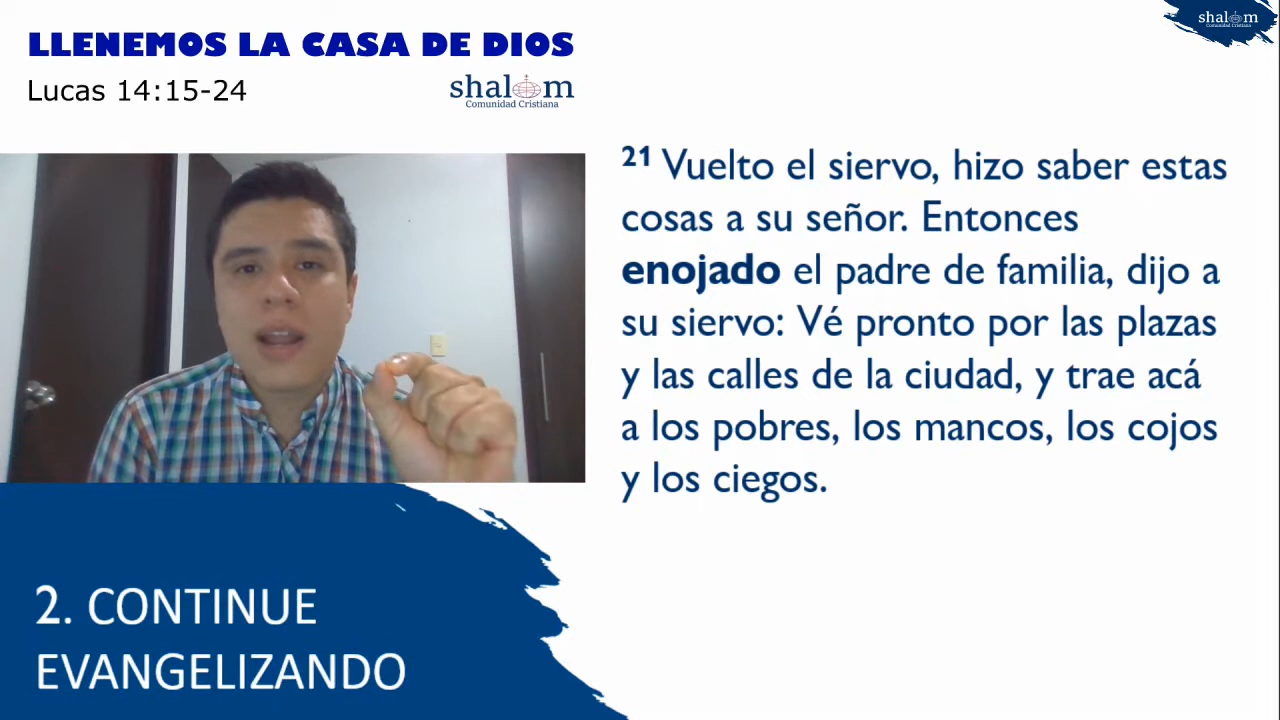 LLENEMOS LA CASA DE DIOS
Lucas 14:15-24
shalom
Comunidad Cristiana
shalom
Comunidad Cristiana
21 Vuelto el siervo, hizo saber estas
cosas a su señor. Entonces
enojado el padre de familia, dijo a
su siervo: Vé pronto por las plazas
y las calles de la ciudad, y trae acá
a los pobres, los mancos, los cojos
y los ciegos.
2. CONTINUE
EVANGELIZANDO